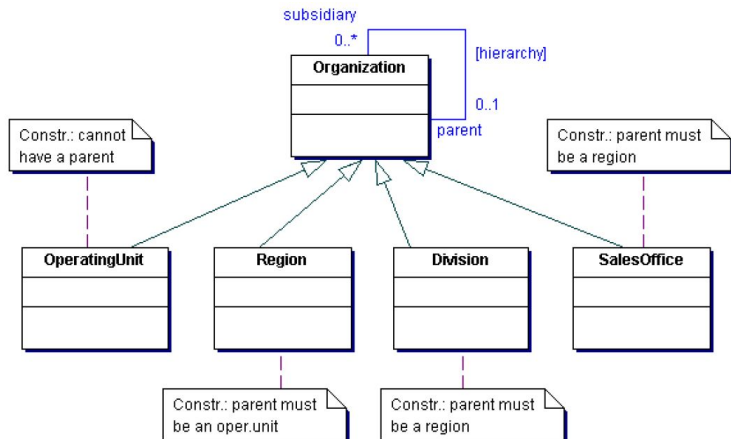 subsidiary
0..*
Organization
[hierarchy]
0..1
parent
Constr.: cannot
have a parent
Constr.: parent must
be a region
OperatingUnit
Region
Division
SalesOffice
Constr.: parent must
be an oper.unit
Constr.: parent must
be a region